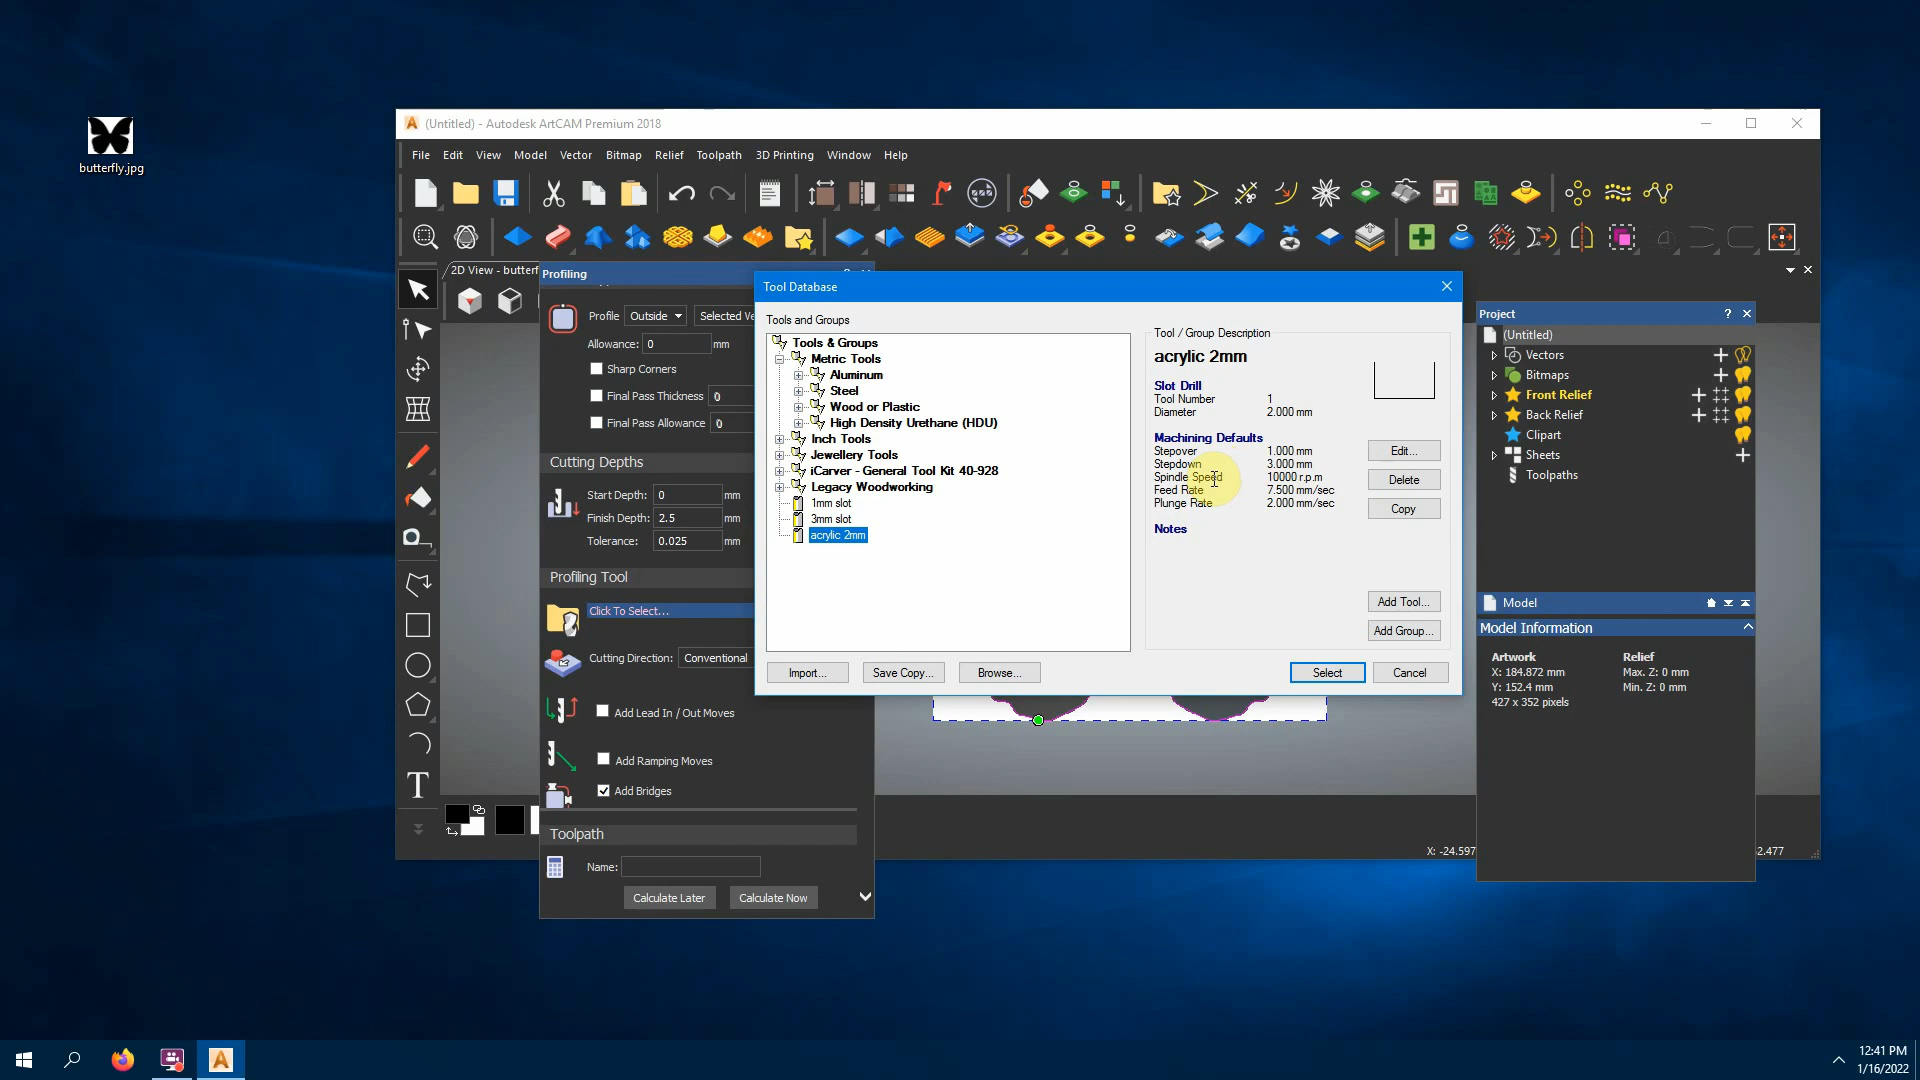 butterfly.jpg
(Untitled) - Autodesk ArtCAM Premium 2018
File Edit View Model Vector Bitmap Relief Toolpath 3D Printing Window Help
2D View - butterf
Profiling
Profile Outside Selected Ve
Allowance: 0 mm
Sharp Corners
Final Pass Thickness 0
Final Pass Allowance 0
Cutting Depths
Start Depth: 0 mm
Finish Depth: 2.5 mm
Tolerance: 0.025 mm
Profiling Tool
Click To Select...
Cutting Direction: Conventional
Add Lead In / Out Moves
Add Ramping Moves
Add Bridges
Toolpath
Name:
Calculate Later Calculate Now
Tool Database
Tools and Groups
Tools & Groups
Metric Tools
Aluminum
Steel
Wood or Plastic
High Density Urethane (HDU)
Inch Tools
Jewellery Tools
iCarver - General Tool Kit 40-928
Legacy Woodworking
1mm slot
3mm slot
acrylic 2mm
Import... Save Copy... Browse...
Tool / Group Description
acrylic 2mm
Slot Drill
Tool Number 1
Diameter 2.000 mm
Machining Defaults
Stepover 1.000 mm
Stepdown 3.000 mm
Spindle Speed 10000 r.p.m
Feed Rate 7.500 mm/sec
Plunge Rate 2.000 mm/sec
Notes
Edit...
Delete
Copy
Add Tool...
Add Group...
Select Cancel
Project
(Untitled)
Vectors
Bitmaps
Front Relief
Back Relief
Clipart
Sheets
Toolpaths
Model
Model Information
Artwork Relief
X: 184.872 mm Max. Z: 0 mm
Y: 152.4 mm Min. Z: 0 mm
427 x 352 pixels
X: -24.597 2.477
12:41 PM
1/16/2022